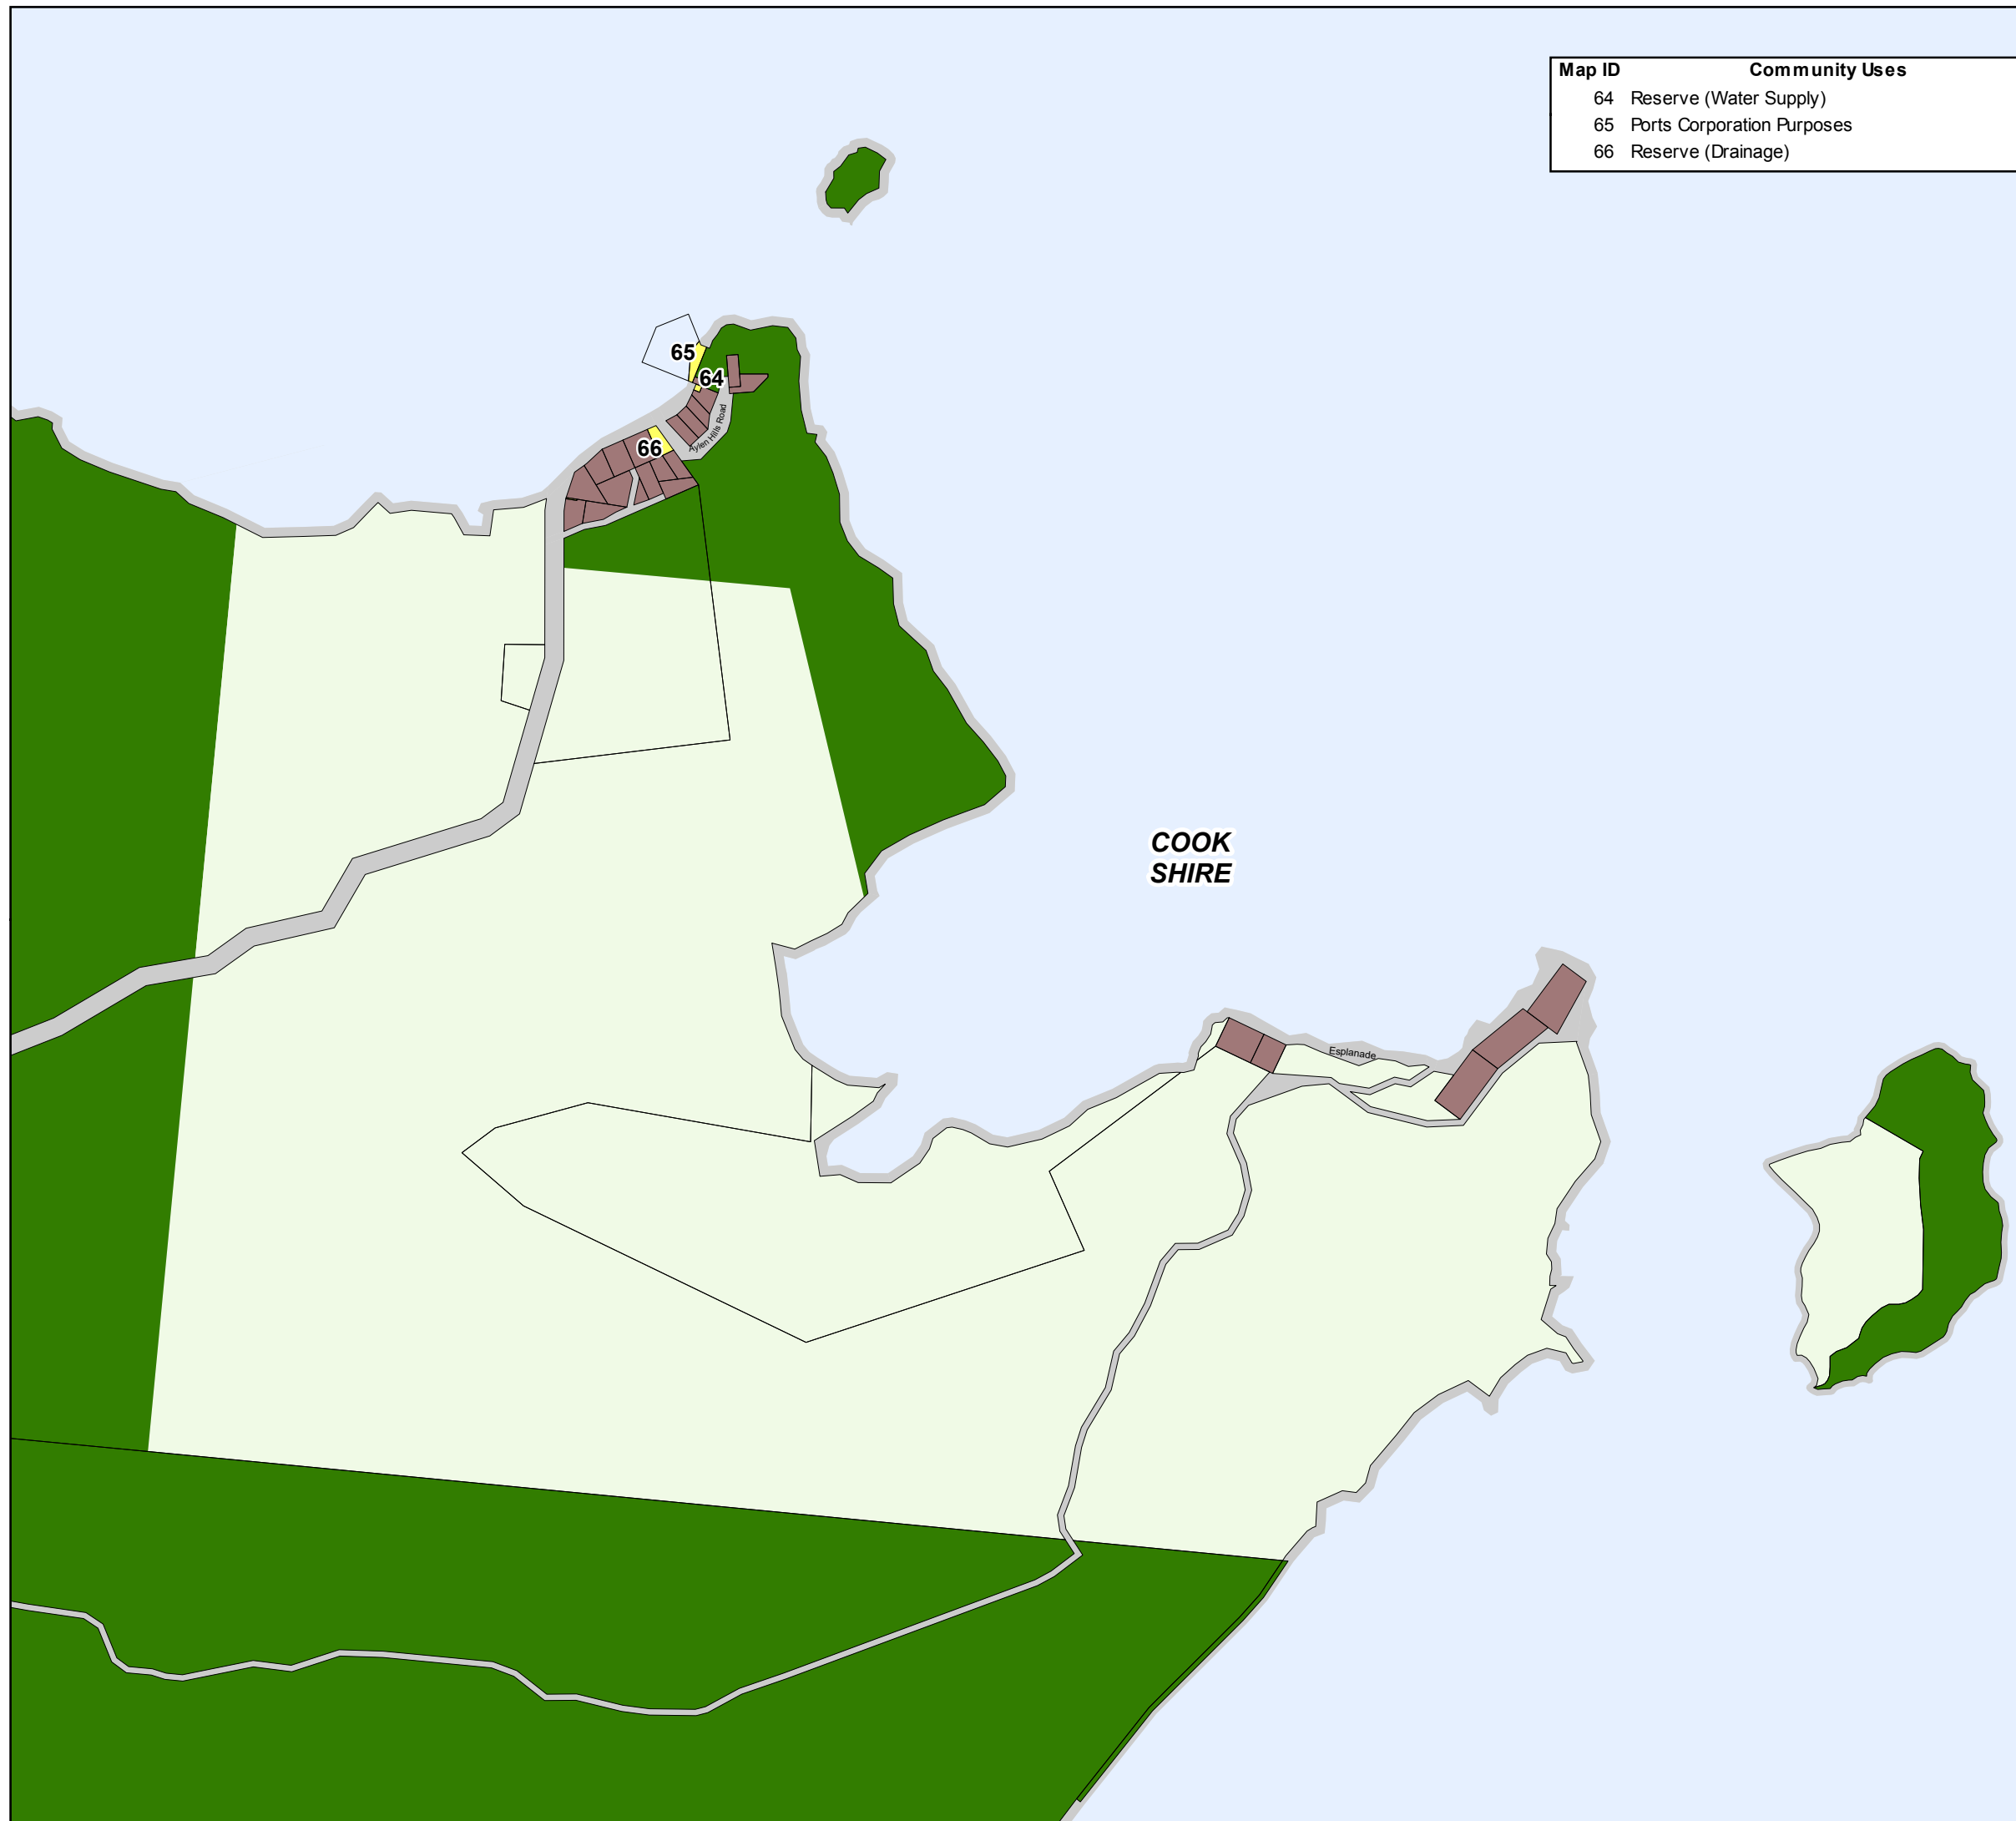 Map ID Community Uses
64 Reserve (Water Supply)
65 Ports Corporation Purposes
66 Reserve (Drainage)
65
64
Aylen Hills Road
66
COOK
SHIRE
Esplanade